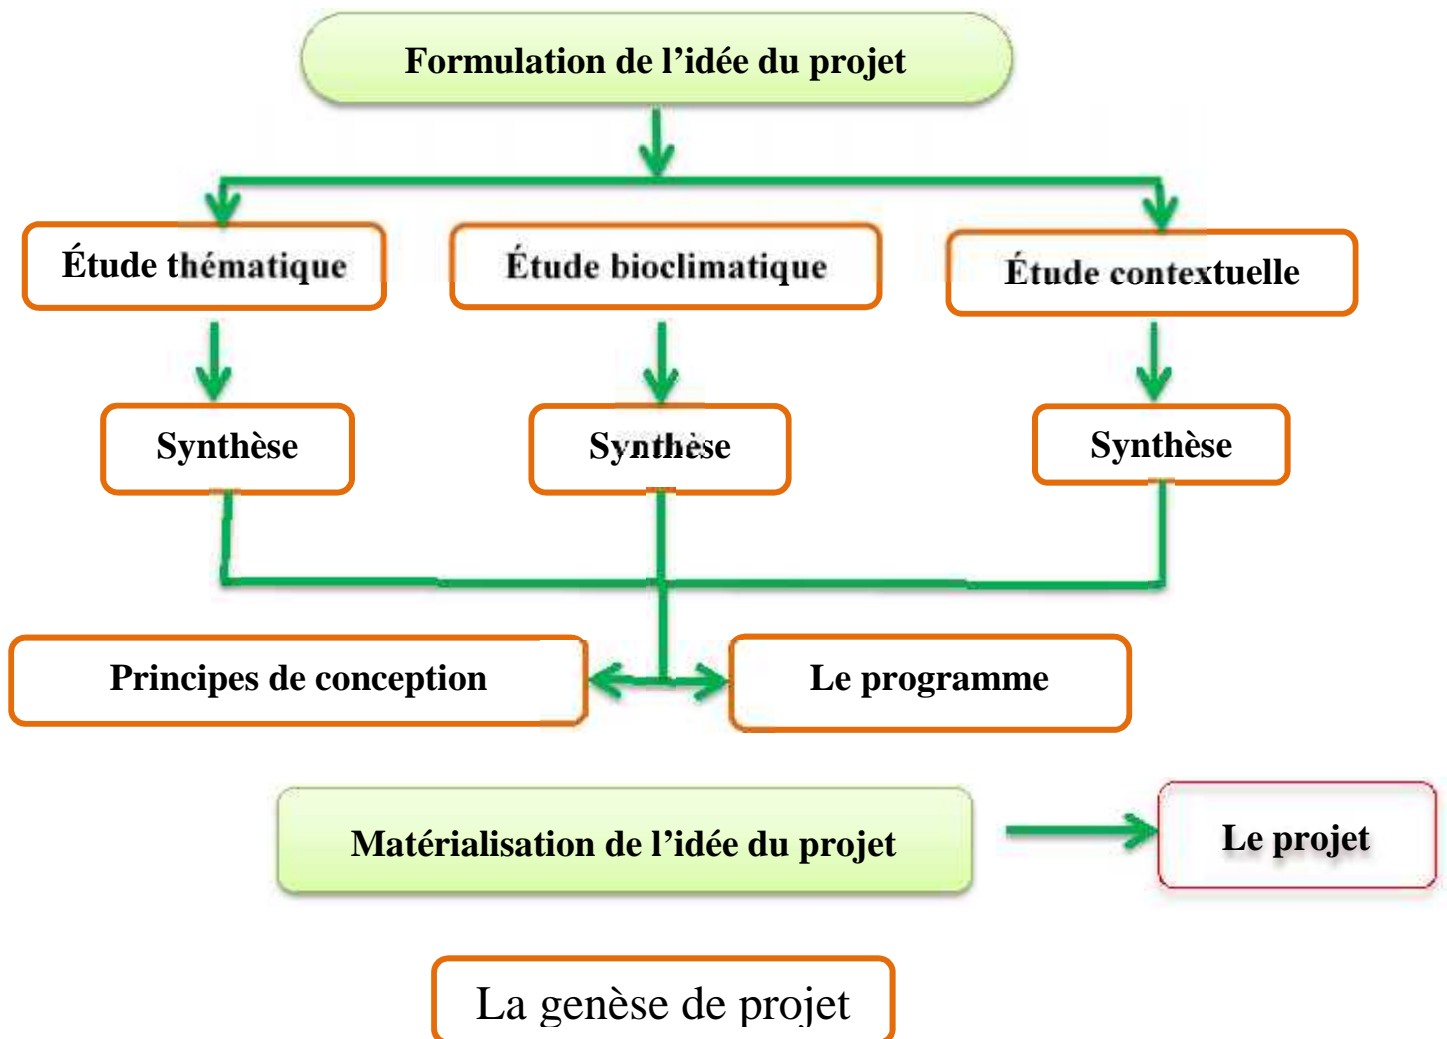 Formulation de l’idée du projet
Étude thématique
Étude bioclimatique
Étude contextuelle
Synthèse
Synthèse
Synthèse
Principes de conception
Le programme
Matérialisation de l’idée du projet
Le projet
La genèse de projet